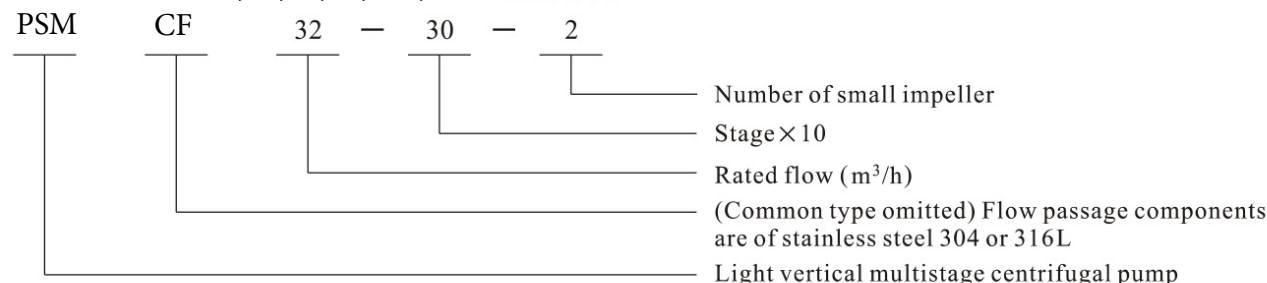 PSM CF 32 — 30 — 2
Number of small impeller
Stage×10
Rated flow (m³/h)
(Common type omitted) Flow passage components
are of stainless steel 304 or 316L
Light vertical multistage centrifugal pump